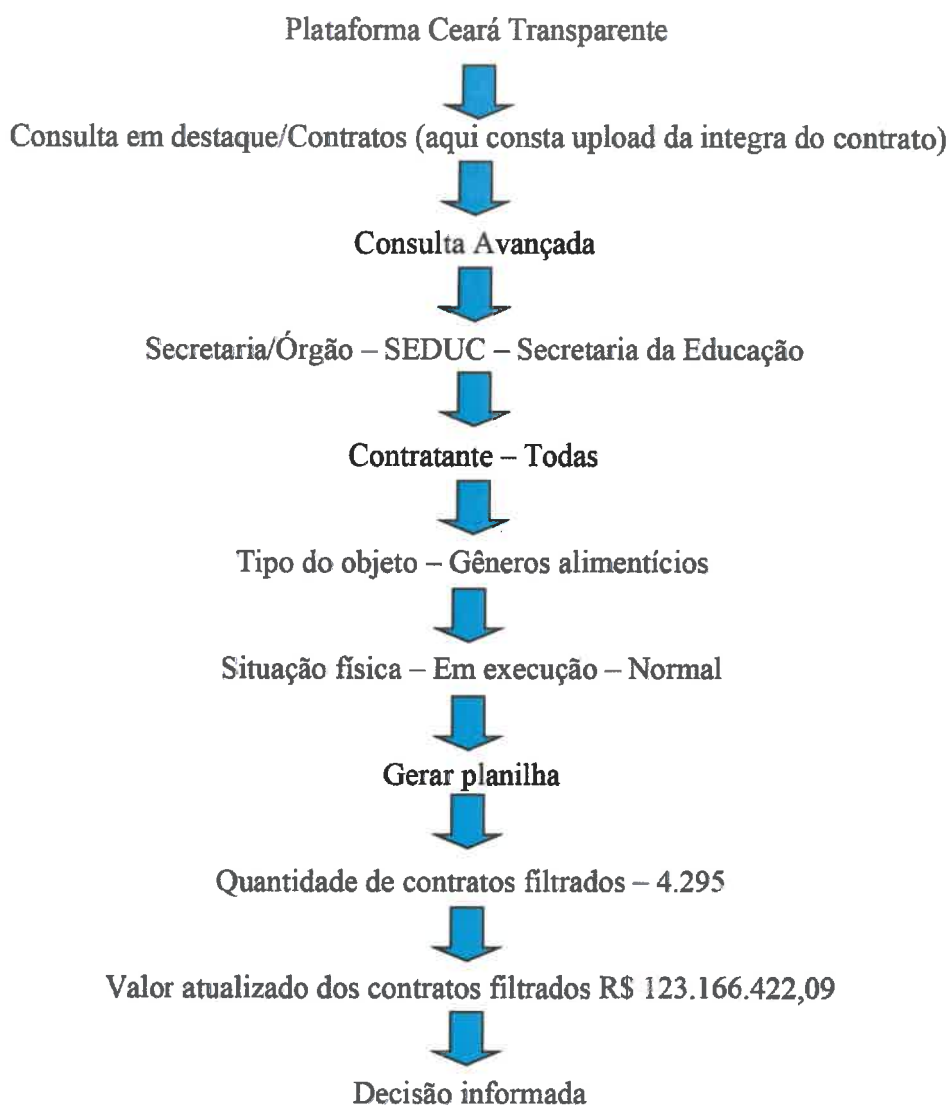 Plataforma Ceará Transparente
Consulta em destaque/Contratos (aqui consta upload da integra do contrato)
Consulta Avançada
Secretaria/Órgão – SEDUC – Secretaria da Educação
Contratante – Todas
Tipo do objeto – Gêneros alimentícios
Situação física – Em execução – Normal
Gerar planilha
Quantidade de contratos filtrados – 4.295
Valor atualizado dos contratos filtrados R$ 123.166.422,09
Decisão informada